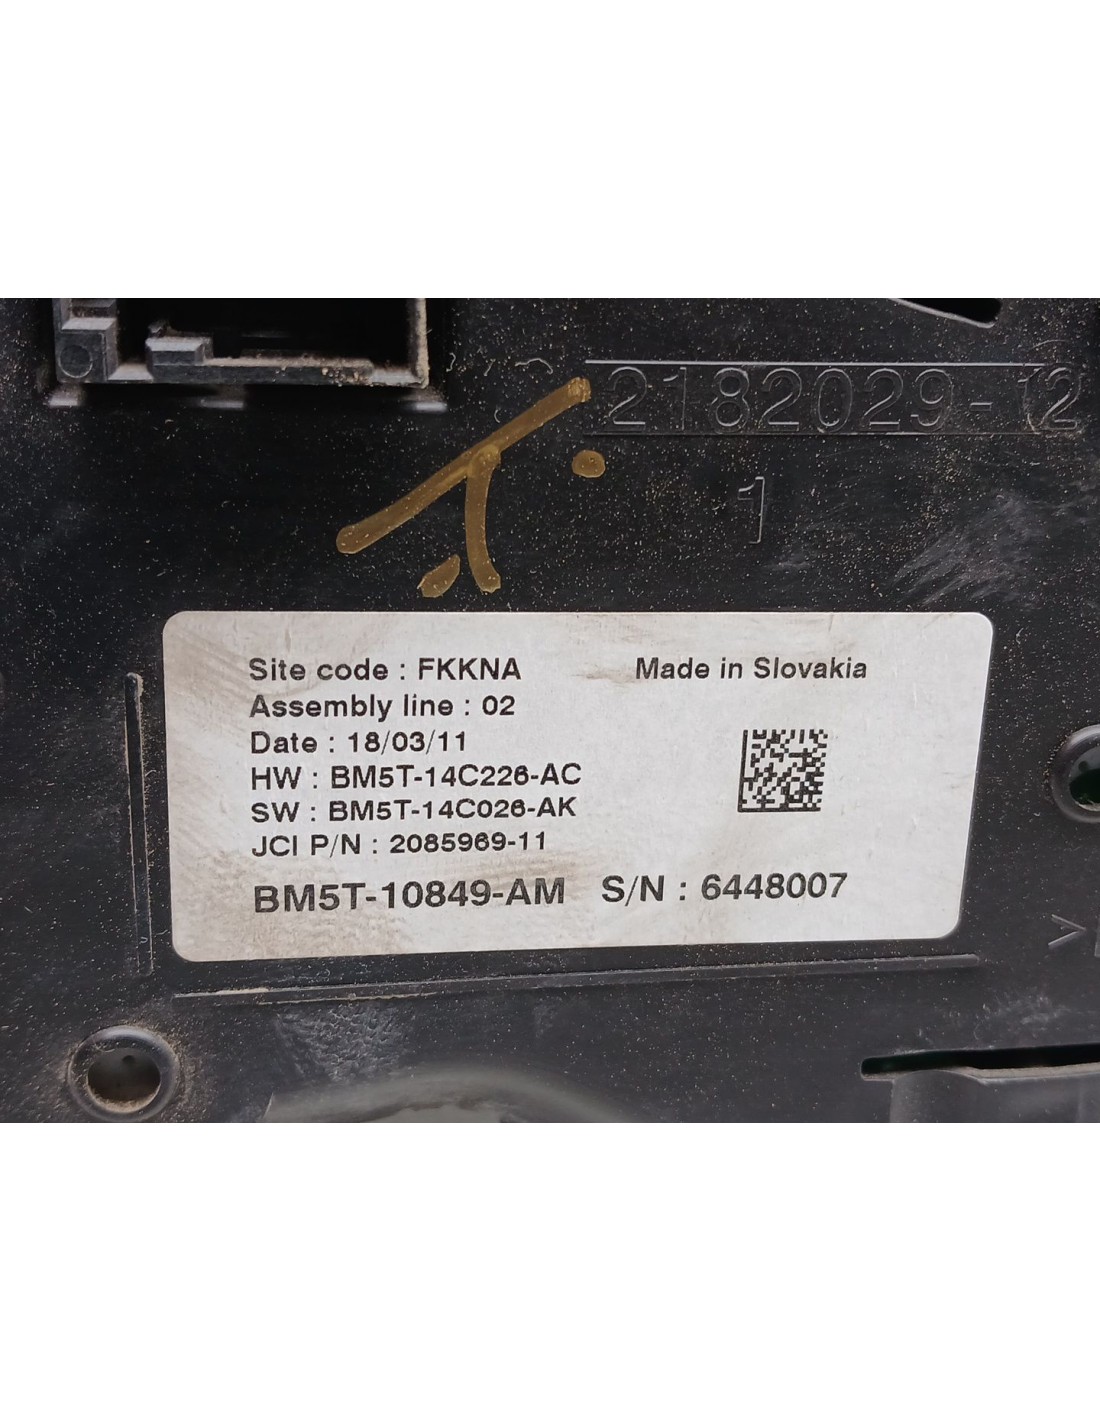 2182029-12
1
Site code : FKKNA
Made in Slovakia
Assembly line : 02
Date : 18/03/11
HW : BM5T-14C226-AC
SW : BM5T-14C026-AK
JCI P/N : 2085969-11
BM5T-10849-AM S/N : 6448007
>